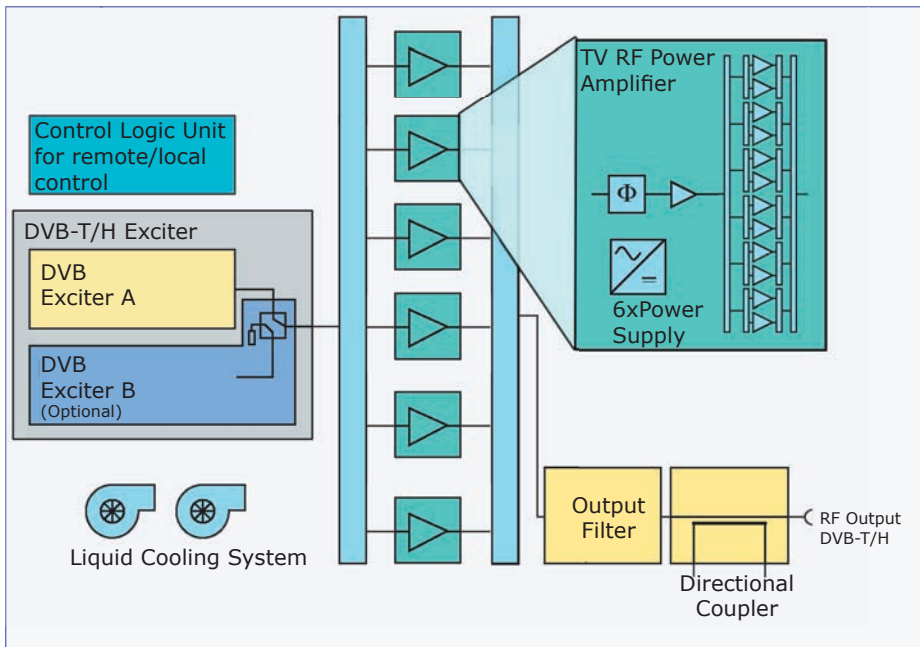 TV RF Power
Amplifier
Control Logic Unit
for remote/local
control
Φ
DVB-T/H Exciter
DVB
Exciter A
6xPower
Supply
DVB
Exciter B
(Optional)
Output
Filter
RF Output
DVB-T/H
Liquid Cooling System
Directional
Coupler